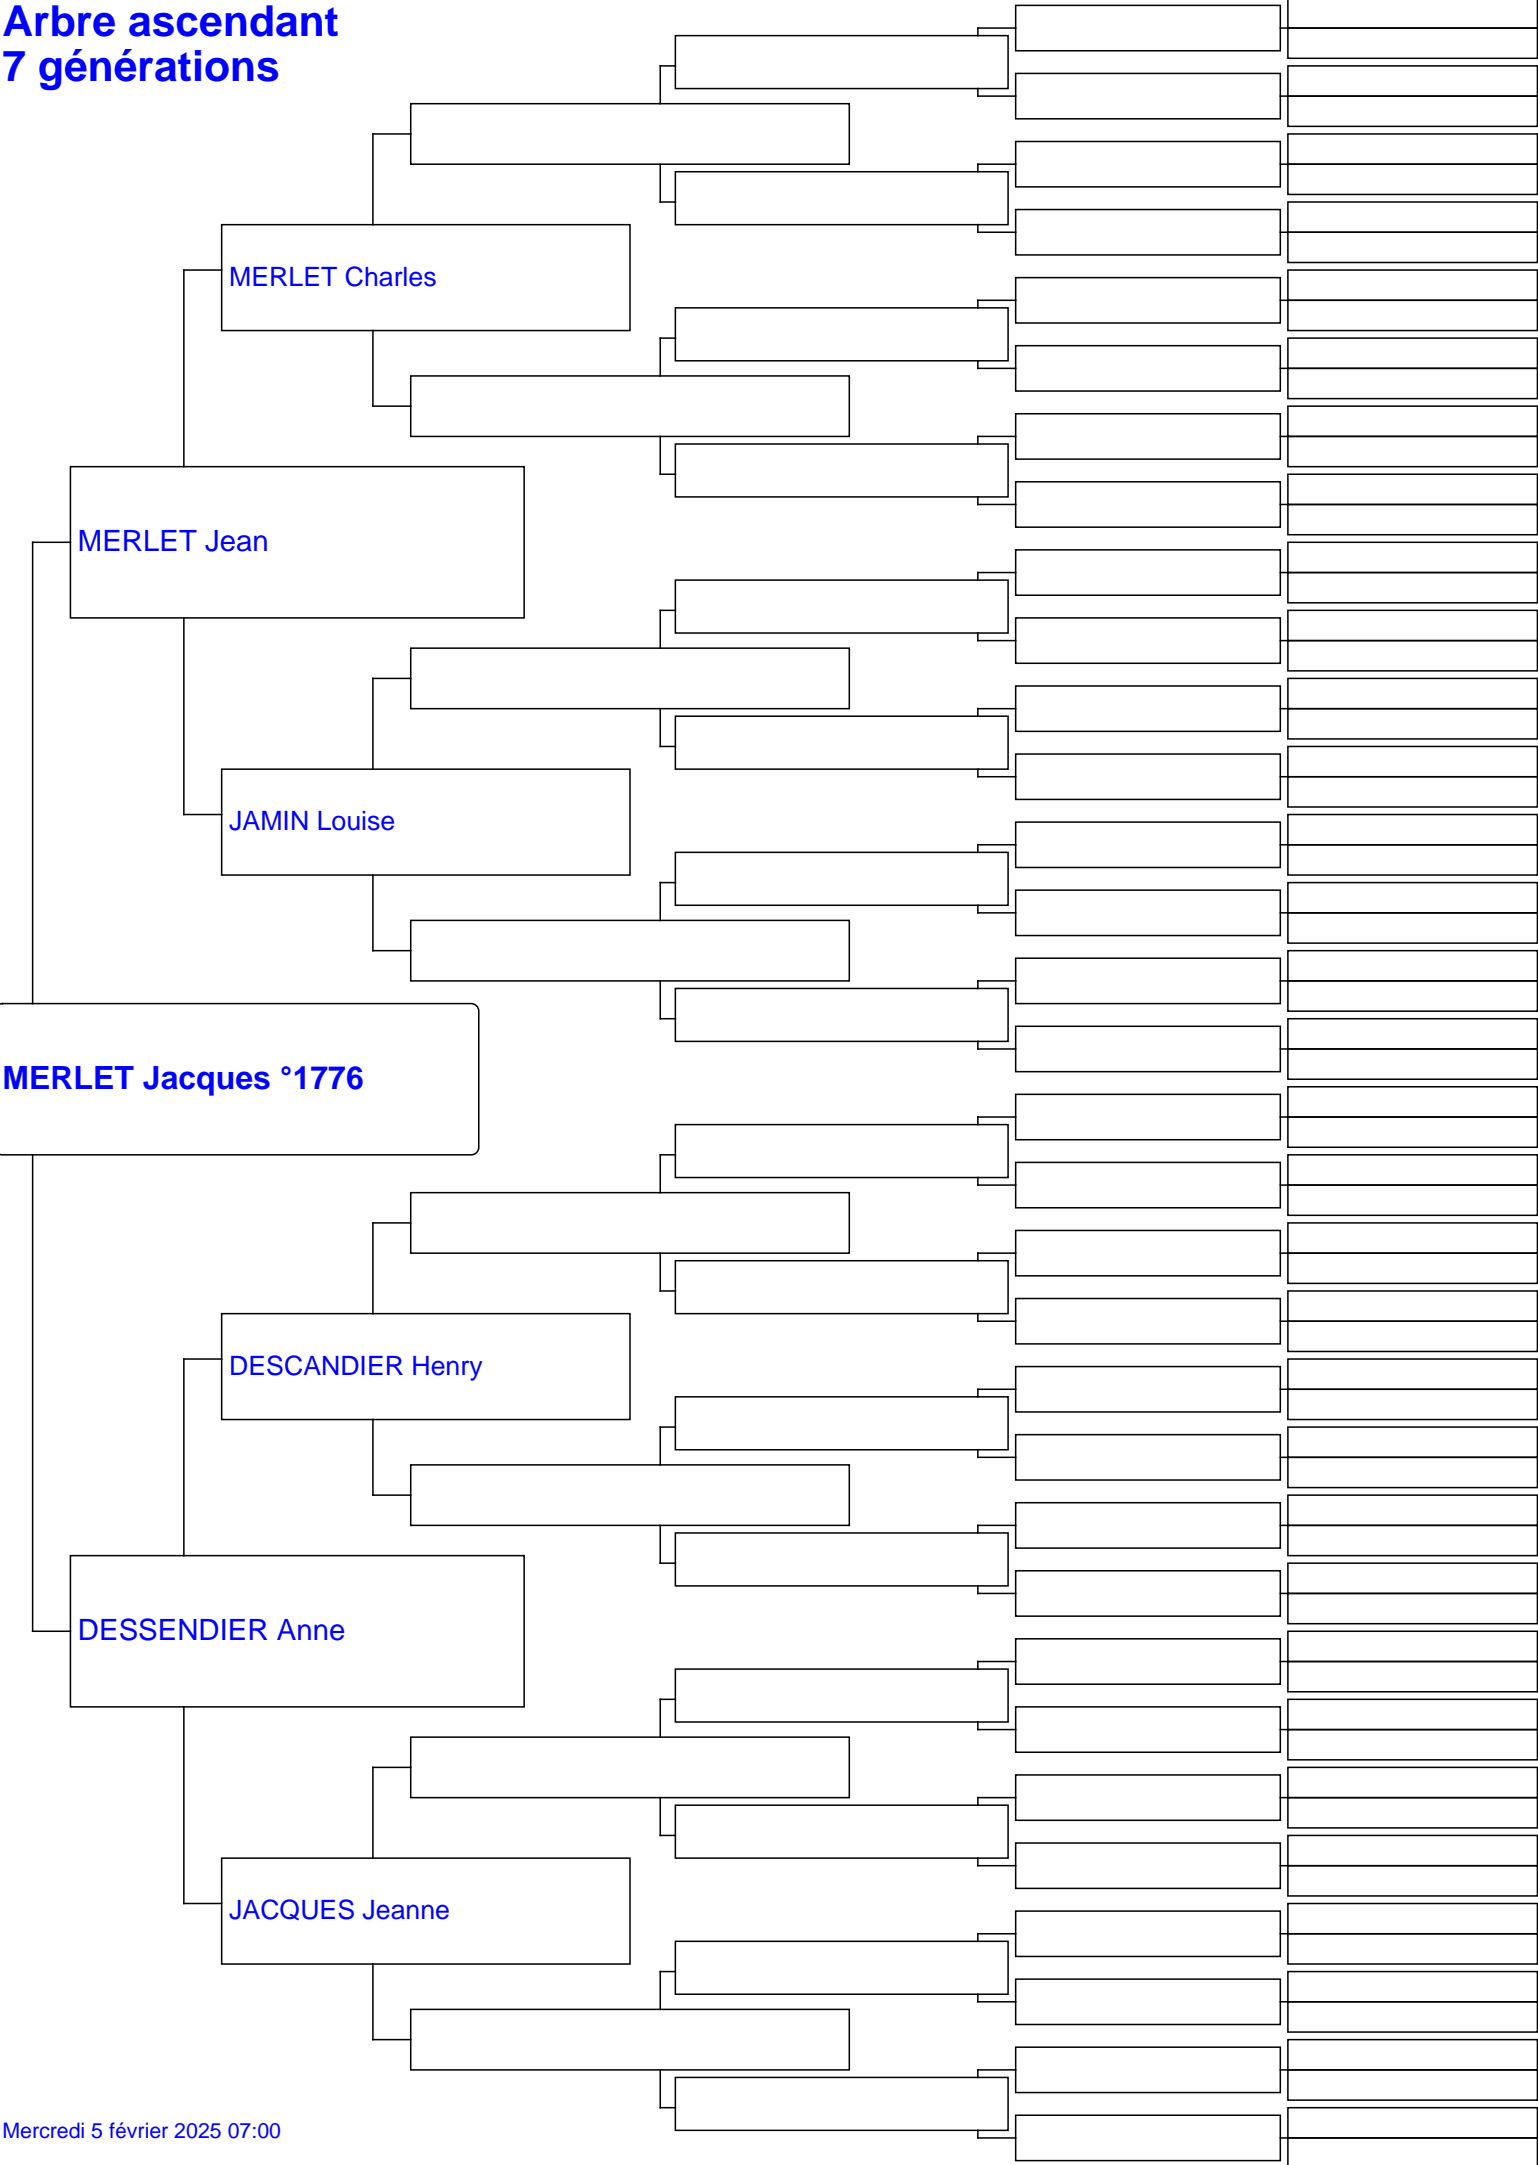 Arbre ascendant
7 générations
MERLET Charles
MERLET Jean
JAMIN Louise
MERLET Jacques °1776
DESCANDIER Henry
DESSENDIER Anne
JACQUES Jeanne
Mercredi 5 février 2025 07:00